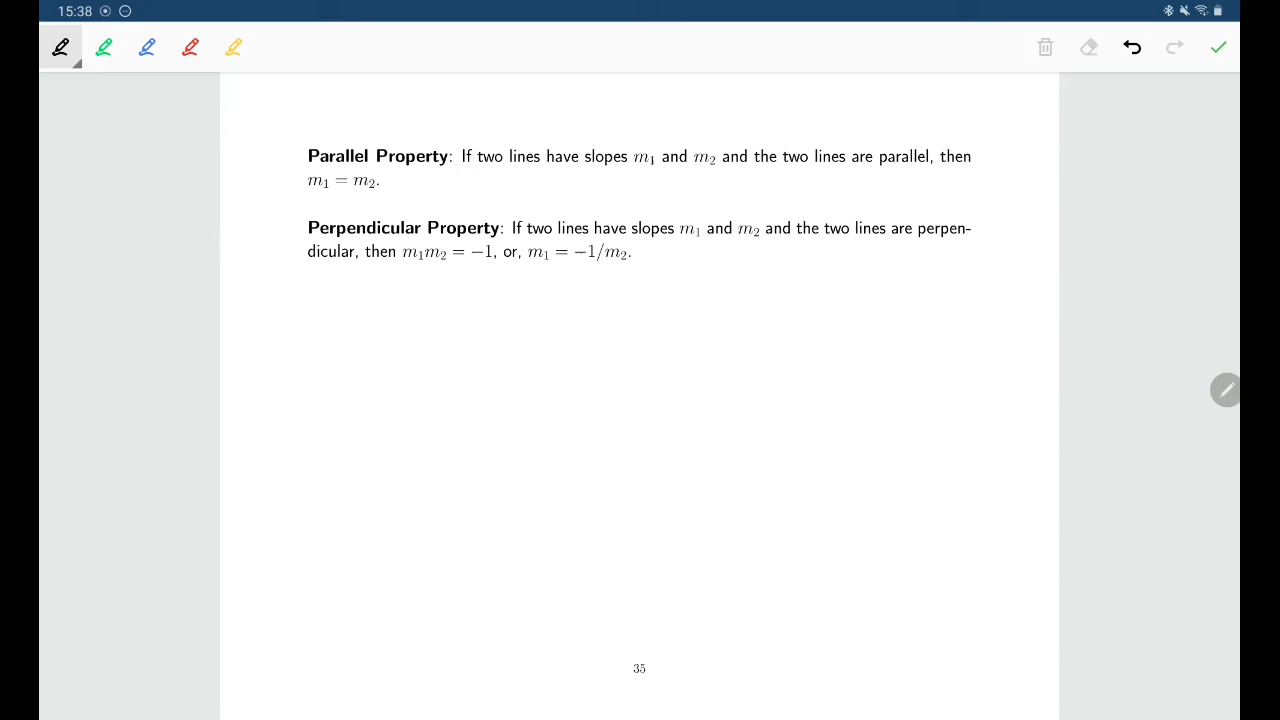 15:38
Parallel Property: If two lines have slopes m₁ and m₂ and the two lines are parallel, then
m₁ = m₂.
Perpendicular Property: If two lines have slopes m₁ and m₂ and the two lines are perpen-
dicular, then m₁m₂ = −1, or, m₁ = −1/m₂.
35